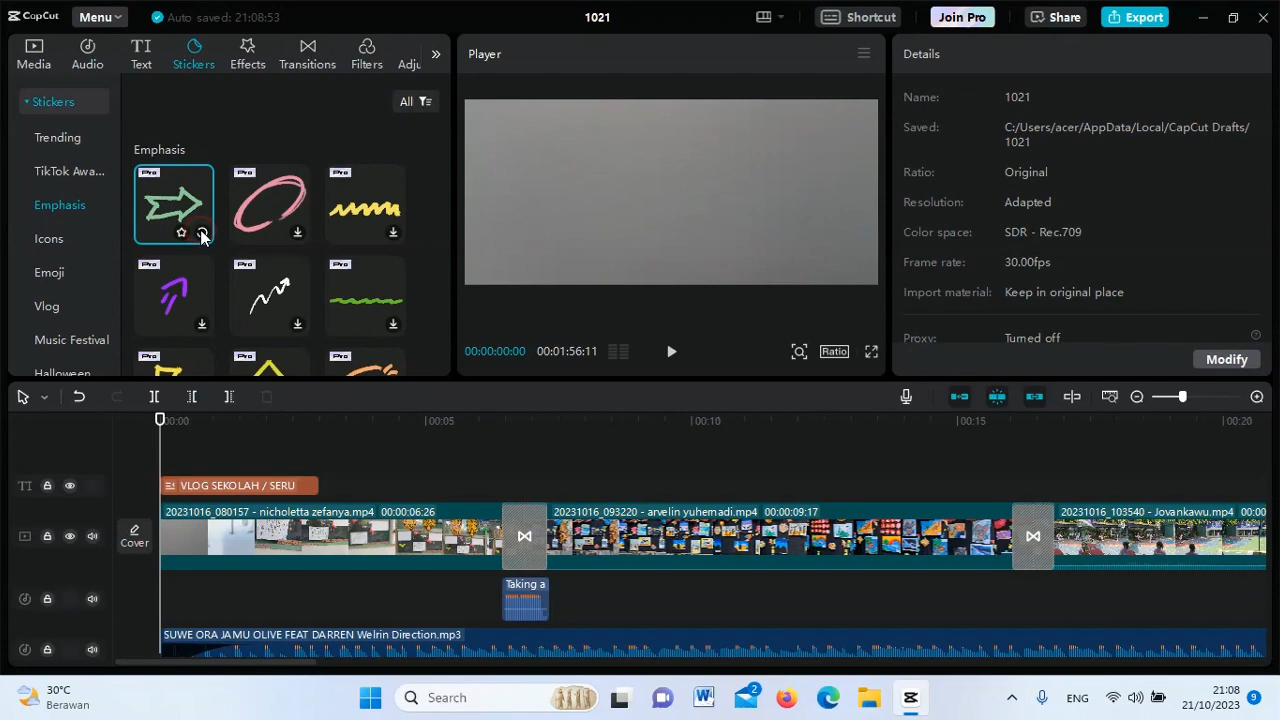 CapCut
Menu
Auto saved: 21:08:53
1021
Shortcut
Join Pro
Share
Export
Media
Audio
Text
Stickers
Effects
Transitions
Filters
Adju
All
Stickers
Trending
TikTok Awa...
Emphasis
Icons
Emoji
Vlog
Music Festival
Halloween
Emphasis
Pro
Pro
Pro
Pro
Pro
Pro
Pro
Pro
Pro
Player
00:00:00:00
00:01:56:11
Ratio
Details
Name:
1021
Saved:
C:/Users/acer/AppData/Local/CapCut Drafts/
1021
Ratio:
Original
Resolution:
Adapted
Color space:
SDR - Rec.709
Frame rate:
30.00fps
Import material:
Keep in original place
Proxy:
Turned off
Modify
00:00
00:05
00:10
00:15
00:20
TI
VLOG SEKOLAH / SERU
Cover
20231016_080157 - nicholetta zefanya.mp4 00:00:06:26
20231016_093220 - arvelin yuhernadi.mp4 00:00:09:17
20231016_103540 - Jovankawu.mp4 00:00
Taking a
SUWE ORA JAMU OLIVE FEAT DARREN Welrin Direction.mp3
30°C
Berawan
Search
2
ENG
21:08
21/10/2023
9